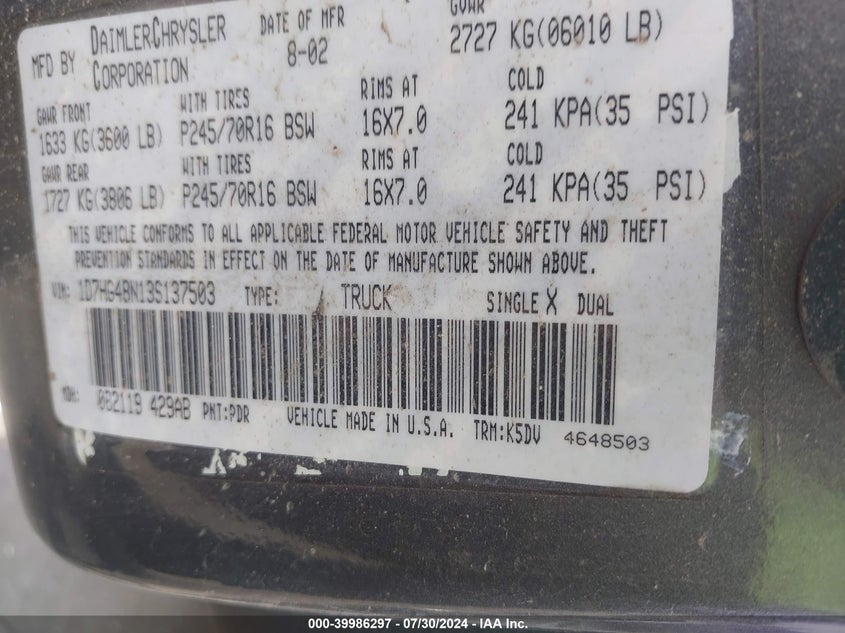 MFD BY DAIMLERCHRYSLER CORPORATION DATE OF MFR 8-02 GVWR 2727 KG(06010 LB)
GAWR FRONT WITH TIRES RIMS AT COLD
1633 KG(3600 LB) P245/70R16 BSW 16X7.0 241 KPA(35 PSI)
GAWR REAR WITH TIRES RIMS AT COLD
1727 KG(3806 LB) P245/70R16 BSW 16X7.0 241 KPA(35 PSI)
THIS VEHICLE CONFORMS TO ALL APPLICABLE FEDERAL MOTOR VEHICLE SAFETY AND THEFT
PREVENTION STANDARDS IN EFFECT ON THE DATE OF MANUFACTURE SHOWN ABOVE.
VIN: 1D7HG48N13S137503 TYPE: TRUCK SINGLE X DUAL
MDH: 082119 429AB PNT:PDR VEHICLE MADE IN U.S.A. TRM:K5DV 4648503
000-39986297 - 07/30/2024 - IAA Inc.